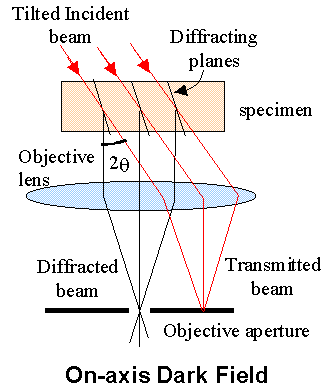 Tilted Incident
beam
Diffracting
planes
specimen
Objective
lens
2θ
Diffracted
beam
Transmitted
beam
Objective aperture
On-axis Dark Field